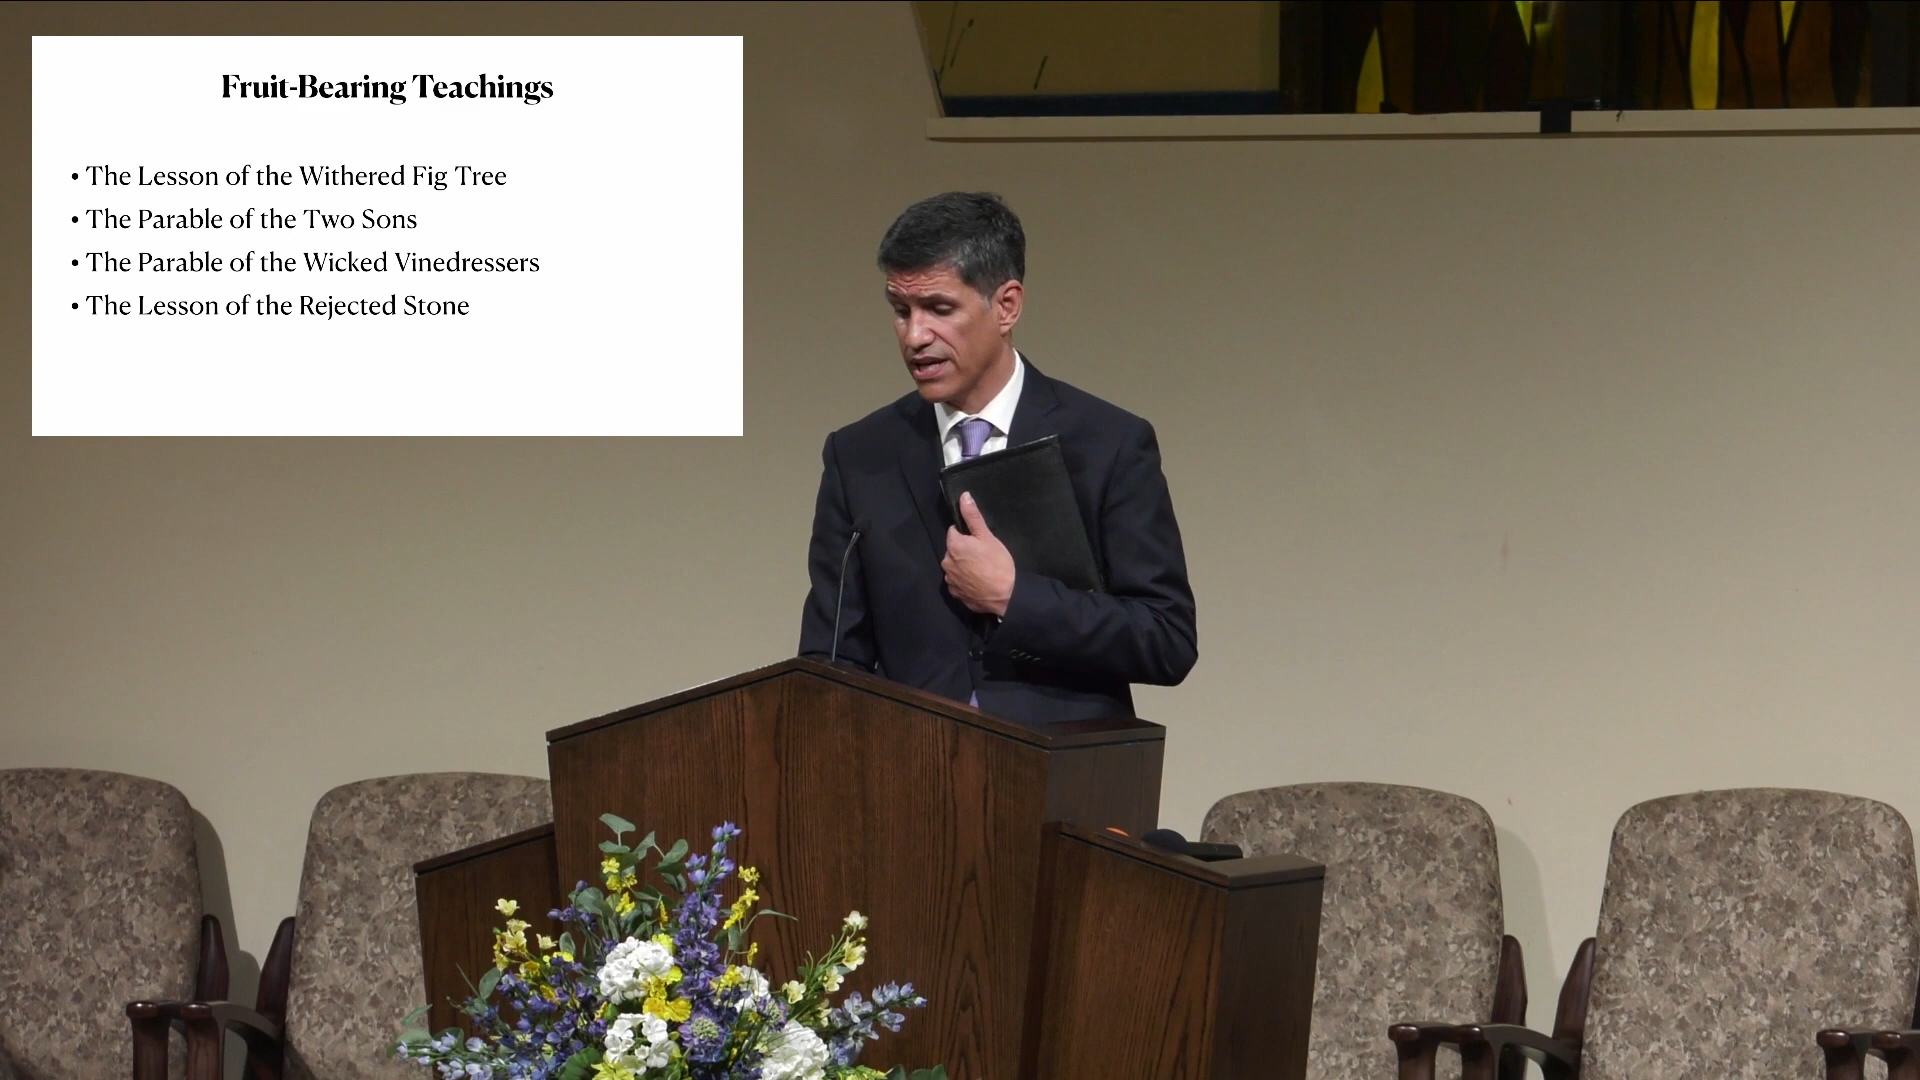 Fruit-Bearing Teachings
• The Lesson of the Withered Fig Tree
• The Parable of the Two Sons
• The Parable of the Wicked Vinedressers
• The Lesson of the Rejected Stone